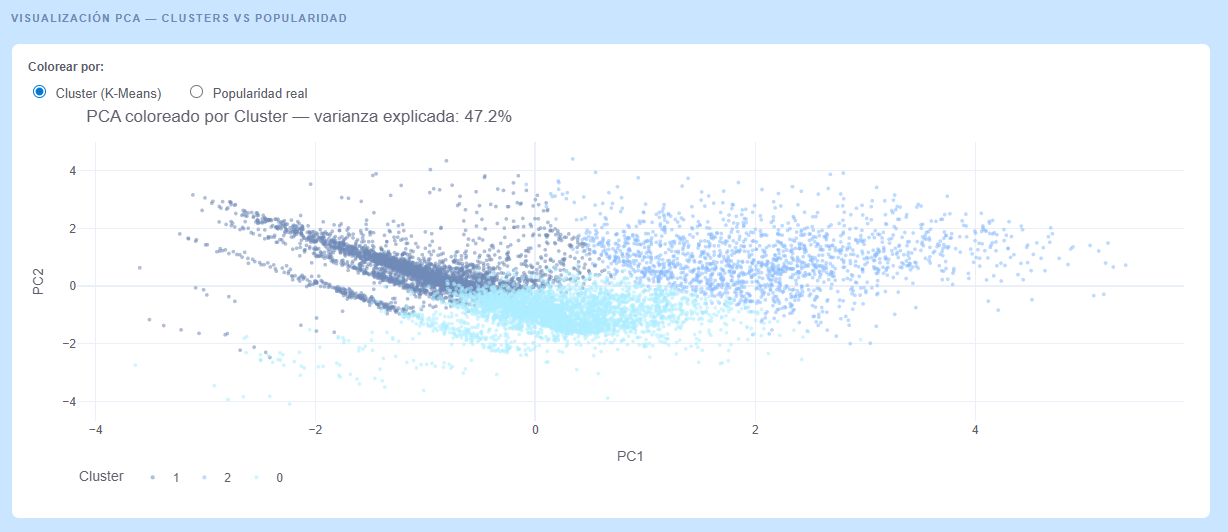 VISUALIZACIÓN PCA — CLUSTERS VS POPULARIDAD
Colorear por:
Cluster (K-Means) Popularidad real
PCA coloreado por Cluster — varianza explicada: 47.2%
4
2
0
−2
−4
PC2
−4 −2 0 2 4
PC1
Cluster 1 2 0